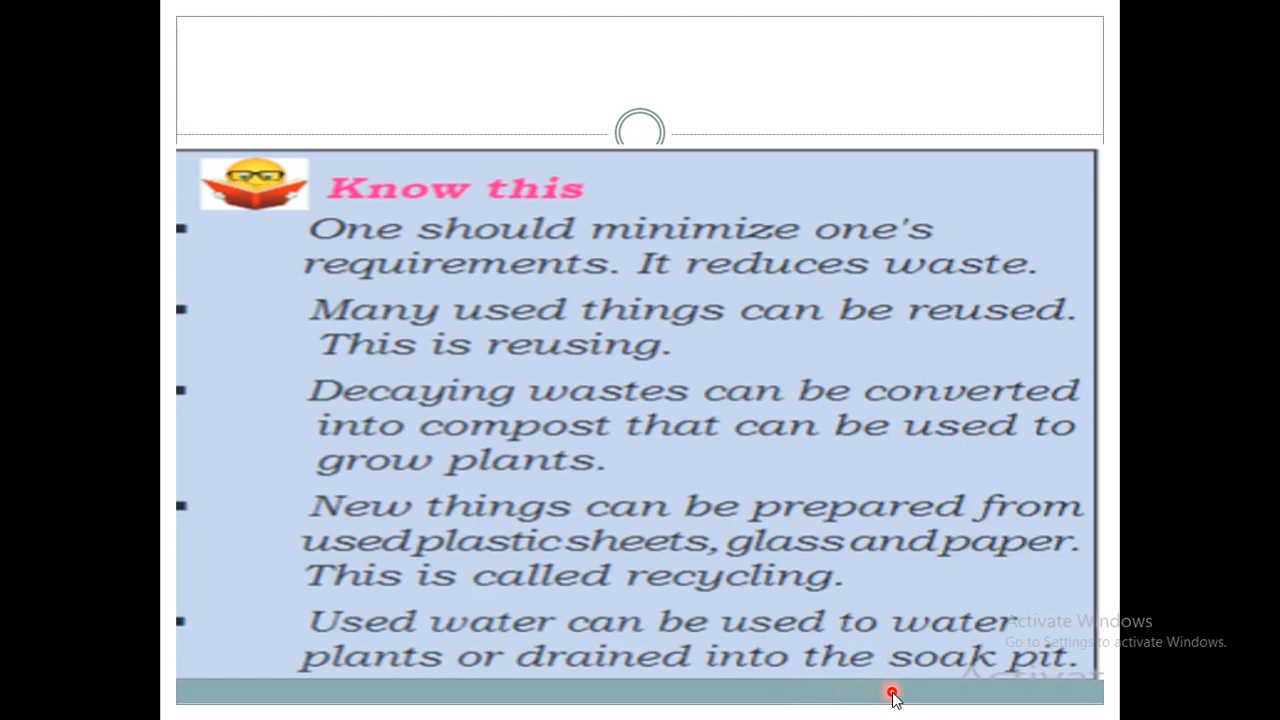 Know this
One should minimize one's
requirements. It reduces waste.
Many used things can be reused.
This is reusing.
Decaying wastes can be converted
into compost that can be used to
grow plants.
New things can be prepared from
used plastic sheets, glass and paper.
This is called recycling.
Used water can be used to water
plants or drained into the soak pit.
Activate Windows
Go to Settings to activate Windows.